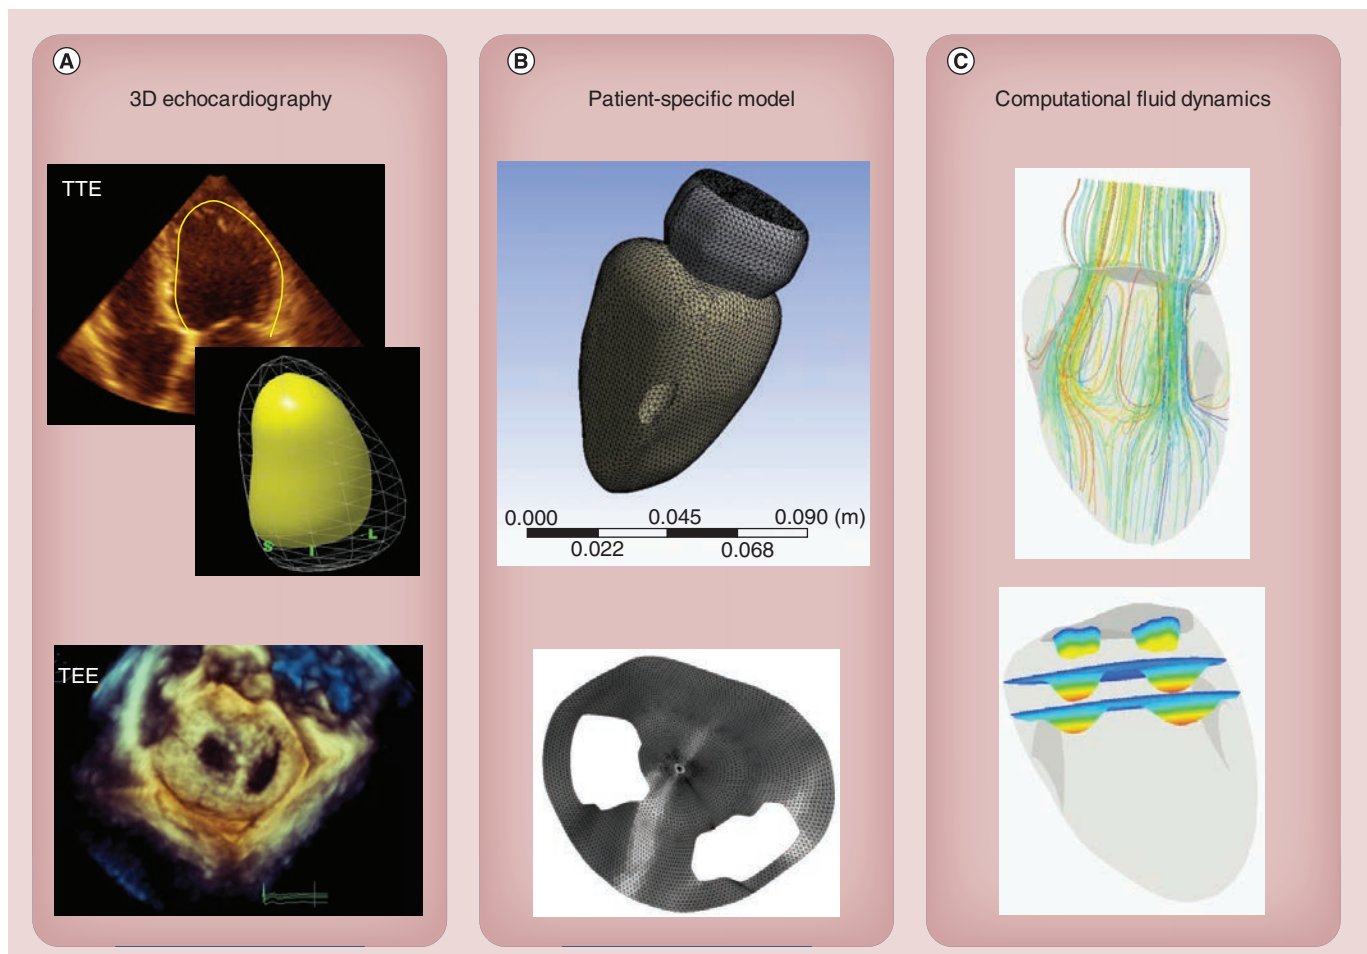 A
3D echocardiography
TTE
S I L
TEE
B
Patient-specific model
0.000 0.045 0.090 (m)
0.022 0.068
C
Computational fluid dynamics